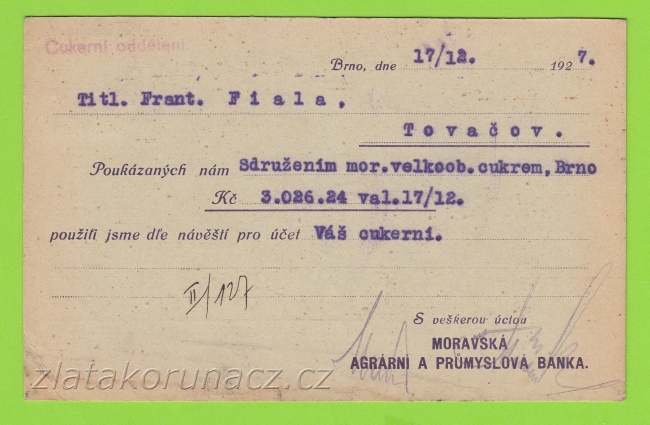 Cukerní oddělení.
Brno, dne 17/12. 1927.
Titl. Frant. Fiala,
Tovačov.
Poukázaných nám Sdružením mor.velkoob.cukrem, Brno
Kč 3.026.24 val.17/12.
použili jsme dle návěští pro účet Váš cukerní.
II/127
S veškerou úctou
MORAVSKÁ
AGRÁRNÍ A PRŮMYSLOVÁ BANKA.
zlatakorunacz.cz